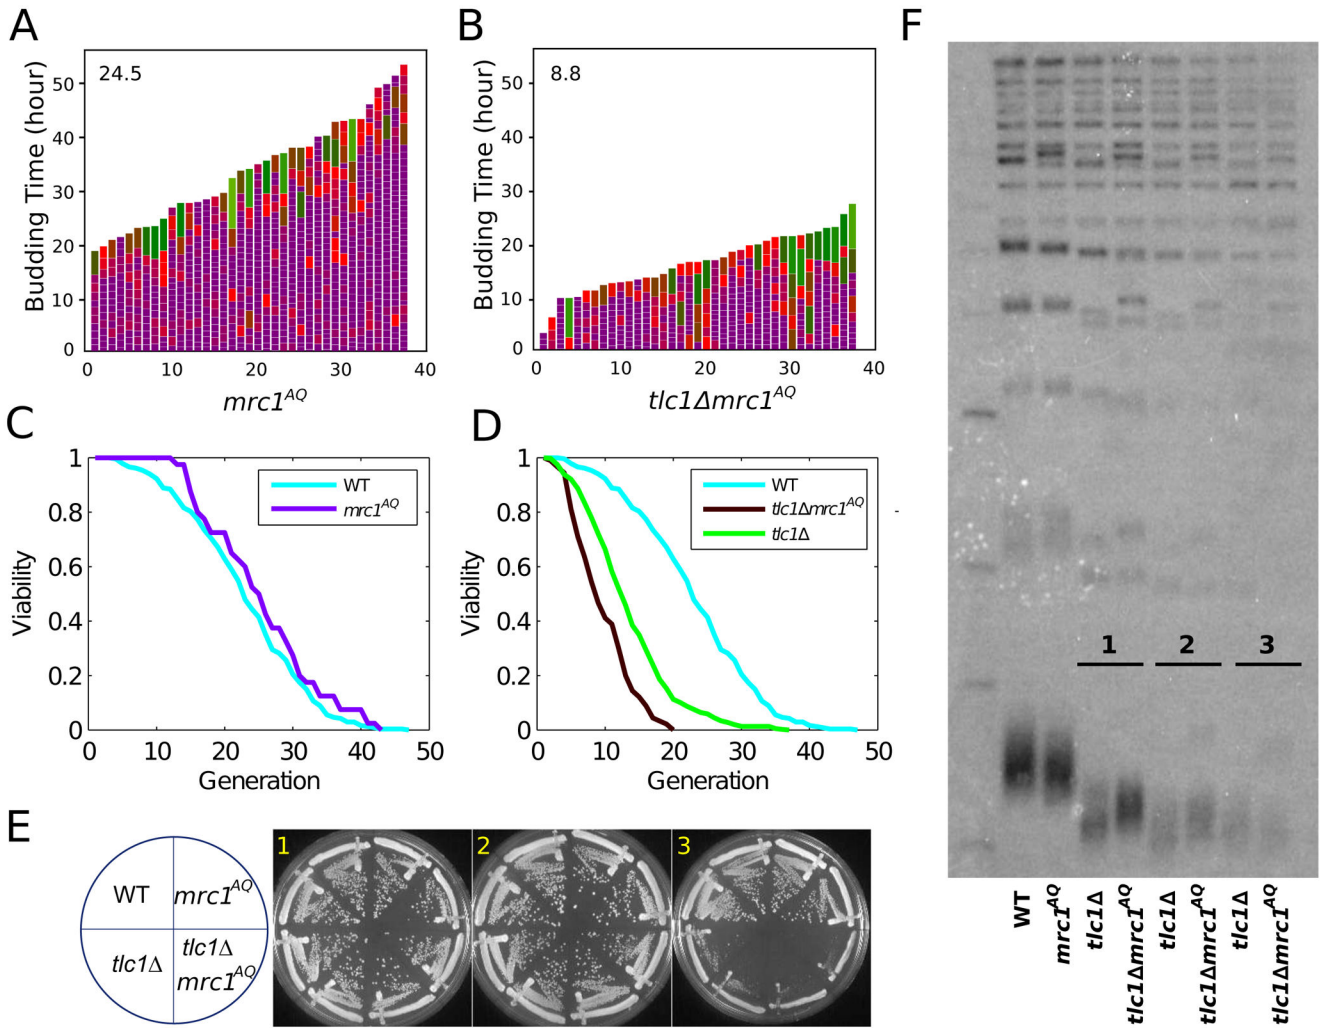 A
Budding Time (hour)
24.5
50
40
30
20
10
0
0 10 20 30 40
mrc1^AQ
B
Budding Time (hour)
8.8
50
40
30
20
10
0
0 10 20 30 40
tlc1Δmrc1^AQ
C
Viability
1
0.8
0.6
0.4
0.2
0
0 10 20 30 40 50
Generation
WT
mrc1^AQ
D
Viability
1
0.8
0.6
0.4
0.2
0
0 10 20 30 40 50
Generation
WT
tlc1Δmrc1^AQ
tlc1Δ
E
WT
mrc1^AQ
tlc1Δ
tlc1Δ
mrc1^AQ
1
2
3
F
1 2 3
WT
mrc1^AQ
tlc1Δ
tlc1Δmrc1^AQ
tlc1Δ
tlc1Δmrc1^AQ
tlc1Δ
tlc1Δmrc1^AQ